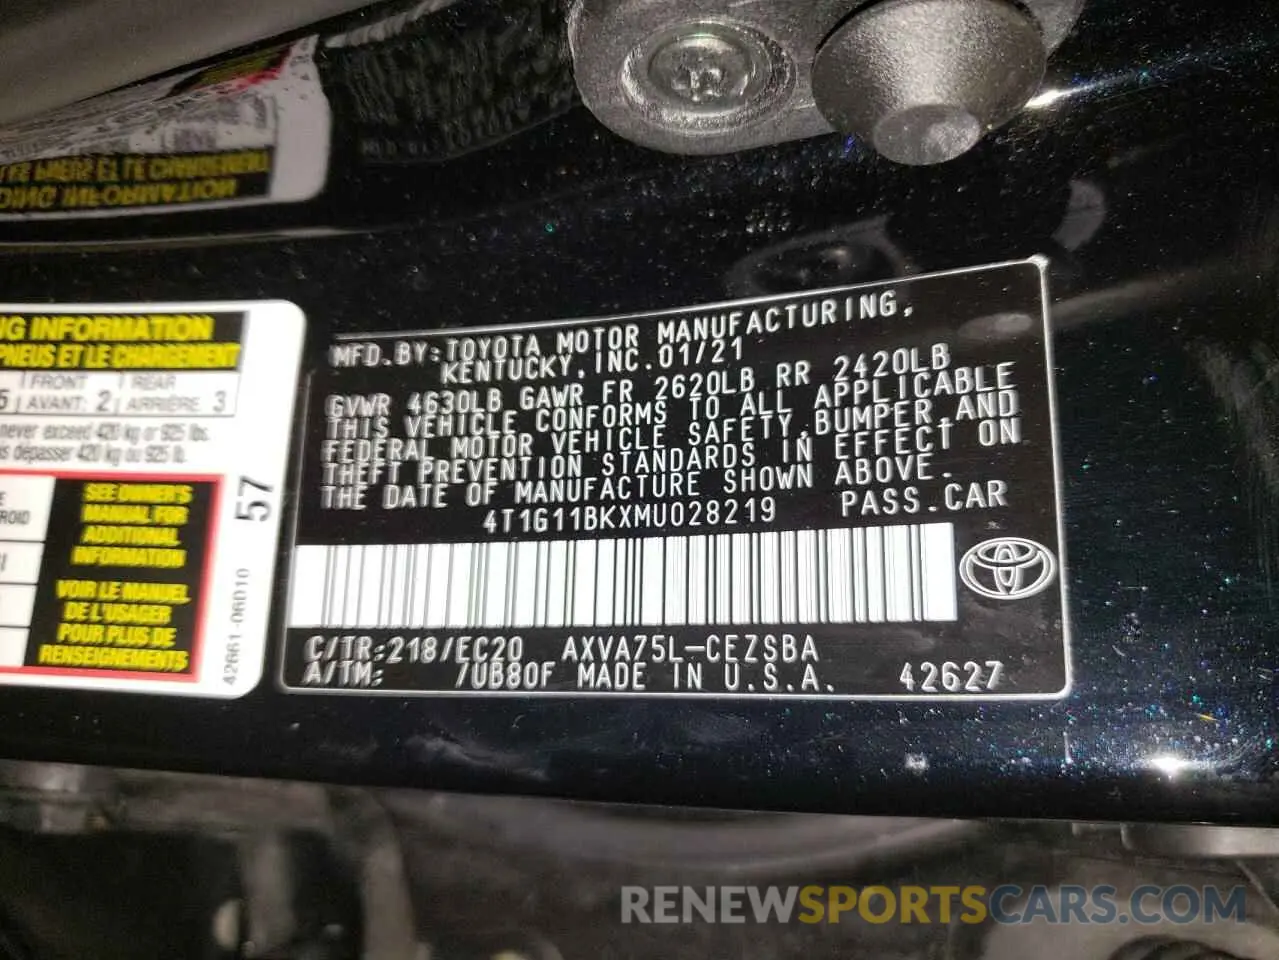 MFD.BY:TOYOTA MOTOR MANUFACTURING,
KENTUCKY, INC.01/21
GVWR 4630LB GAWR FR 2620LB RR 2420LB
THIS VEHICLE CONFORMS TO ALL APPLICABLE
FEDERAL MOTOR VEHICLE SAFETY,BUMPER,AND
THEFT PREVENTION STANDARDS IN EFFECT ON
THE DATE OF MANUFACTURE SHOWN ABOVE.
4T1G11BKXMU028219 PASS.CAR
C/TR:218/EC20 AXVA75L-CEZSBA
A/TM: /UB80F MADE IN U.S.A. 42627
NG INFORMATION
PNEUS ET LE CHARGEMENT
5 FRONT REAR
AVANT: 2 ARRIÈRE 3
never exceed 420 kg or 925 lbs.
dépasser 420 kg ou 925 lb.
SEE OWNER'S
MANUAL FOR
ADDITIONAL
INFORMATION
VOIR LE MANUEL
DE L'USAGER
POUR PLUS DE
RENSEIGNEMENTS
57
42661-06D10
RENEWSPORTSCARS.COM